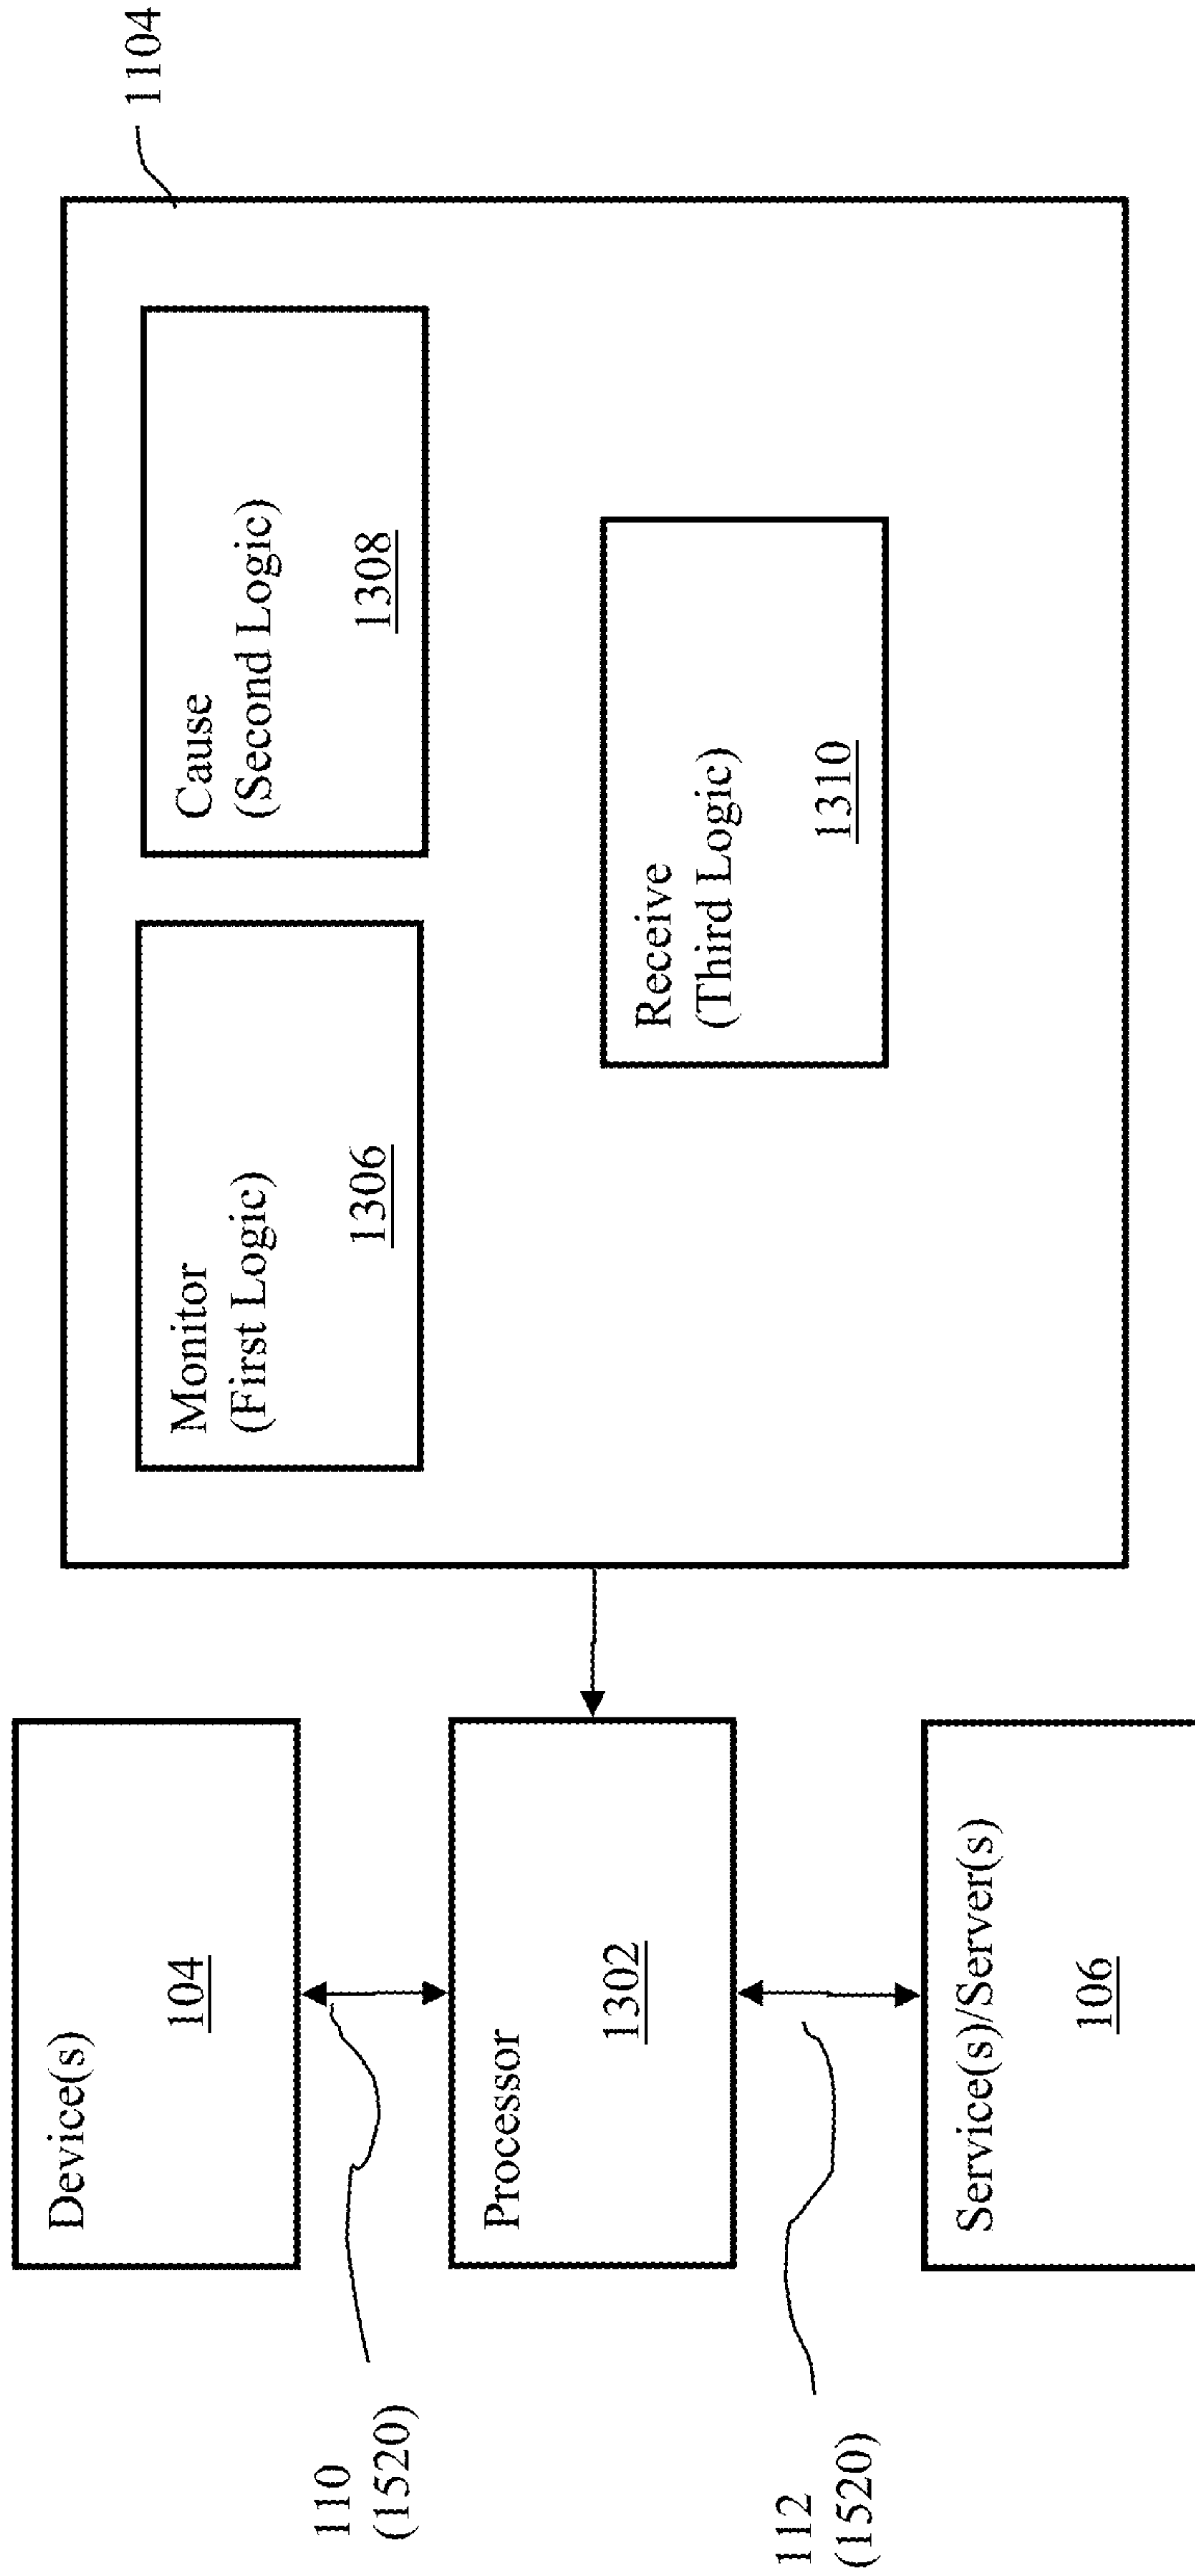 Device(s)
104
110
(1520)
Processor
1302
112
(1520)
Service(s)/Server(s)
106
1104
Monitor
(First Logic)
1306
Cause
(Second Logic)
1308
Receive
(Third Logic)
1310